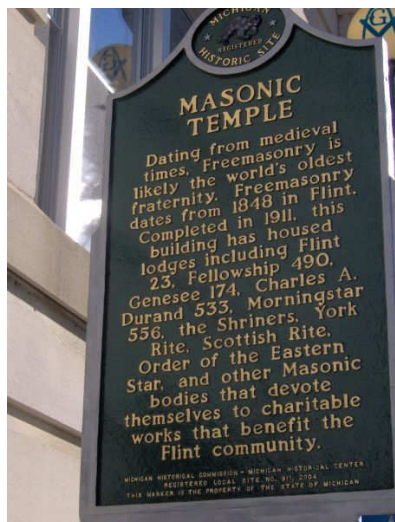 MICHIGAN
REGISTERED
HISTORIC SITE
MASONIC
TEMPLE
Dating from medieval
times, Freemasonry is
likely the world's oldest
fraternity. Freemasonry
dates from 1848 in Flint.
Completed in 1911, this
building has housed
lodges including Flint
23, Fellowship 490,
Genesee 174, Charles A.
Durand 533, Morningstar
556, the Shriners, York
Rite, Scottish Rite,
Order of the Eastern
Star, and other Masonic
bodies that devote
themselves to charitable
works that benefit the
Flint community.
MICHIGAN HISTORICAL COMMISSION - MICHIGAN HISTORICAL CENTER
REGISTERED LOCAL SITE NO. 911, 2004
THIS MARKER IS THE PROPERTY OF THE STATE OF MICHIGAN
G